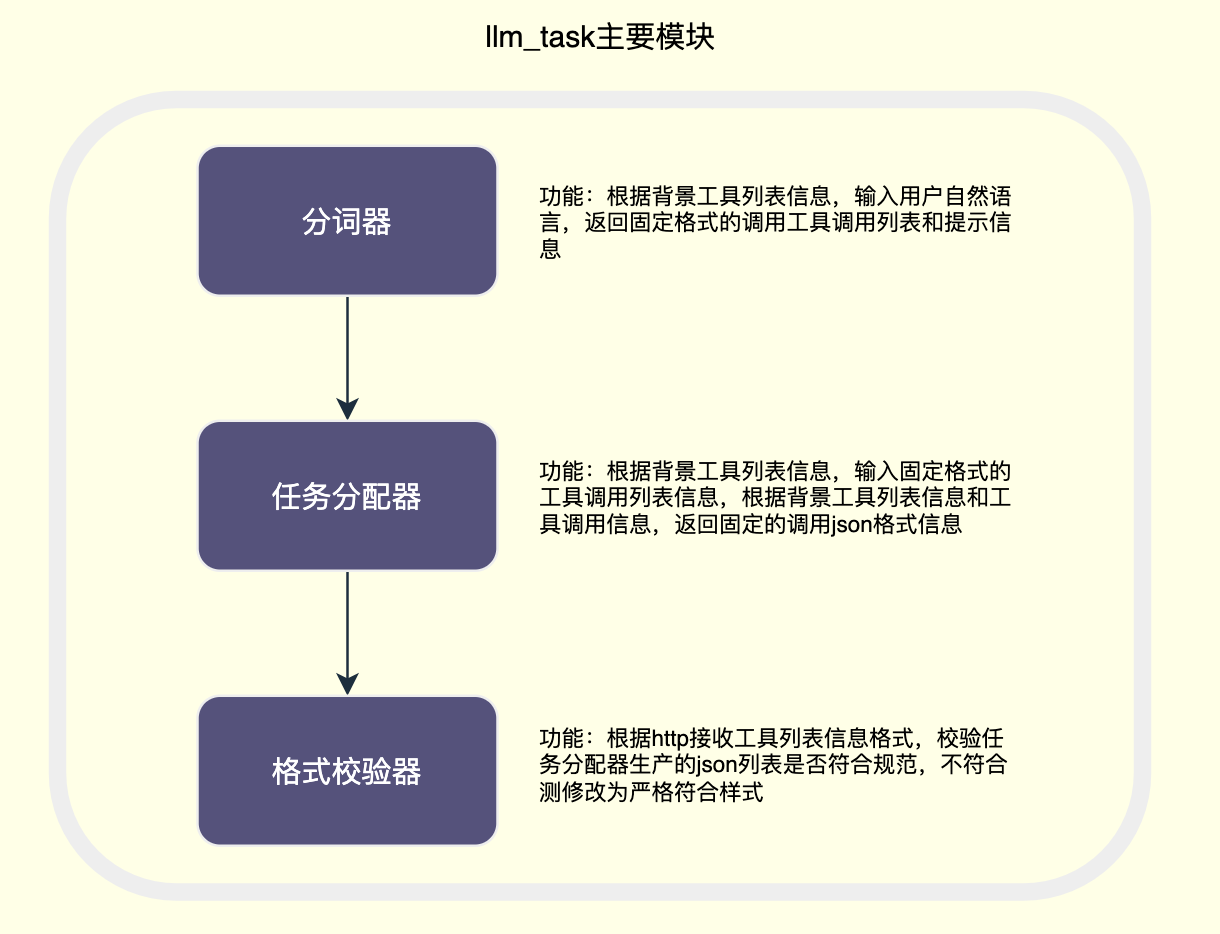 llm_task主要模块
分词器
功能：根据背景工具列表信息，输入用户自然语
言，返回固定格式的调用工具调用列表和提示信
息
任务分配器
功能：根据背景工具列表信息，输入固定格式的
工具调用列表信息，根据背景工具列表信息和工
具调用信息，返回固定的调用json格式信息
格式校验器
功能：根据http接收工具列表信息格式，校验任
务分配器生产的json列表是否符合规范，不符合
测修改为严格符合样式